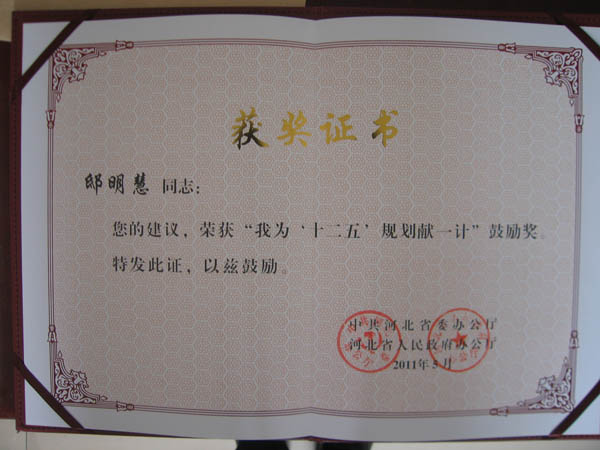 获奖证书
邸明慧 同志：
您的建议，荣获“我为‘十二五’规划献一计”鼓励奖。
特发此证，以兹鼓励。
中共河北省委办公厅
河北省人民政府办公厅
2011年5月